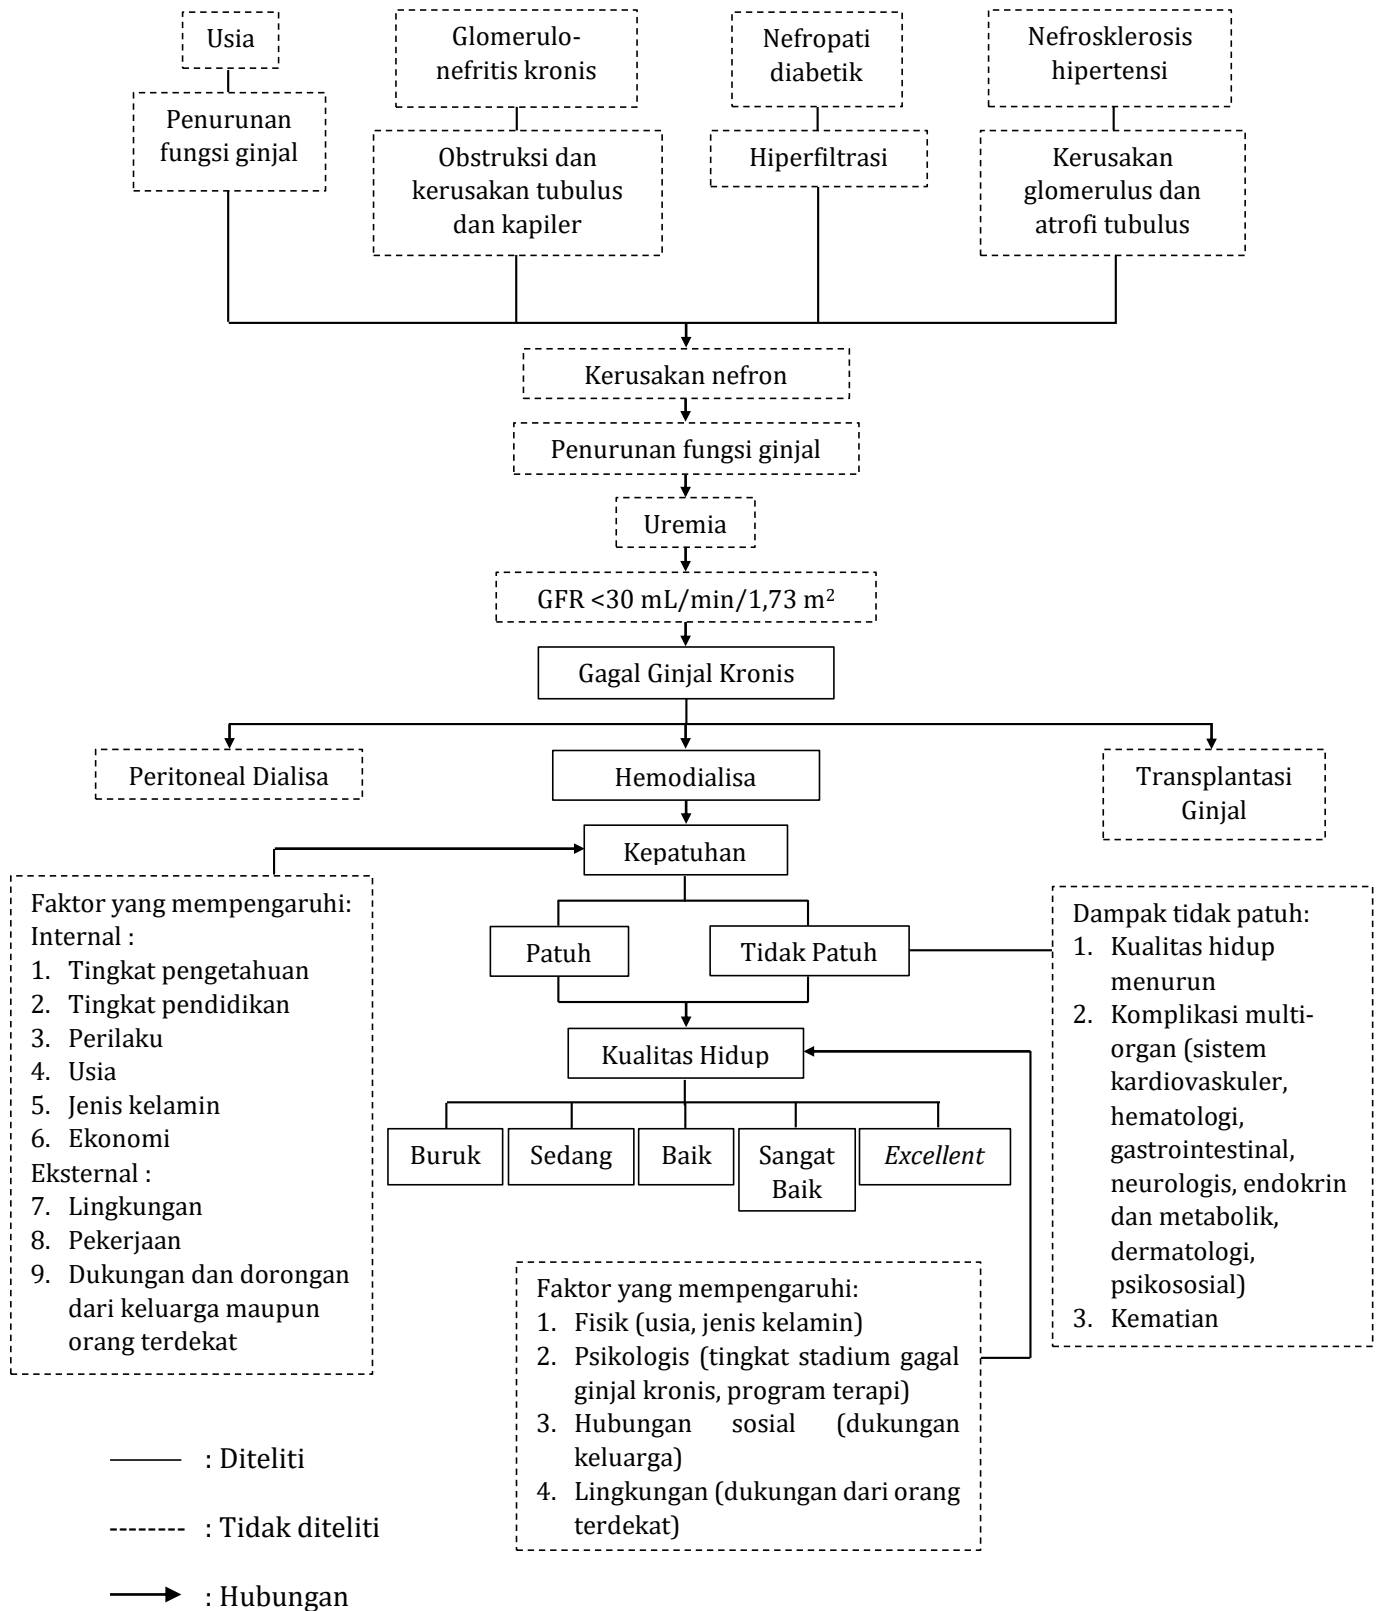 Usia
Glomerulo-
nefritis kronis
Nefropati
diabetik
Nefrosklerosis
hipertensi
Penurunan
fungsi ginjal
Obstruksi dan
kerusakan tubulus
dan kapiler
Hiperfiltrasi
Kerusakan
glomerulus dan
atrofi tubulus
Kerusakan nefron
Penurunan fungsi ginjal
Uremia
GFR <30 mL/min/1,73 m²
Gagal Ginjal Kronis
Peritoneal Dialisa
Hemodialisa
Transplantasi
Ginjal
Kepatuhan
Faktor yang mempengaruhi:
Internal :
1. Tingkat pengetahuan
2. Tingkat pendidikan
3. Perilaku
4. Usia
5. Jenis kelamin
6. Ekonomi
Eksternal :
7. Lingkungan
8. Pekerjaan
9. Dukungan dan dorongan
dari keluarga maupun
orang terdekat
Patuh
Tidak Patuh
Dampak tidak patuh:
1. Kualitas hidup
menurun
2. Komplikasi multi-
organ (sistem
kardiovaskuler,
hematologi,
gastrointestinal,
neurologis, endokrin
dan metabolik,
dermatologi,
psikososial)
3. Kematian
Kualitas Hidup
Buruk
Sedang
Baik
Sangat
Baik
Excellent
Faktor yang mempengaruhi:
1. Fisik (usia, jenis kelamin)
2. Psikologis (tingkat stadium gagal
ginjal kronis, program terapi)
3. Hubungan sosial (dukungan
keluarga)
4. Lingkungan (dukungan dari orang
terdekat)
: Diteliti
: Tidak diteliti
: Hubungan